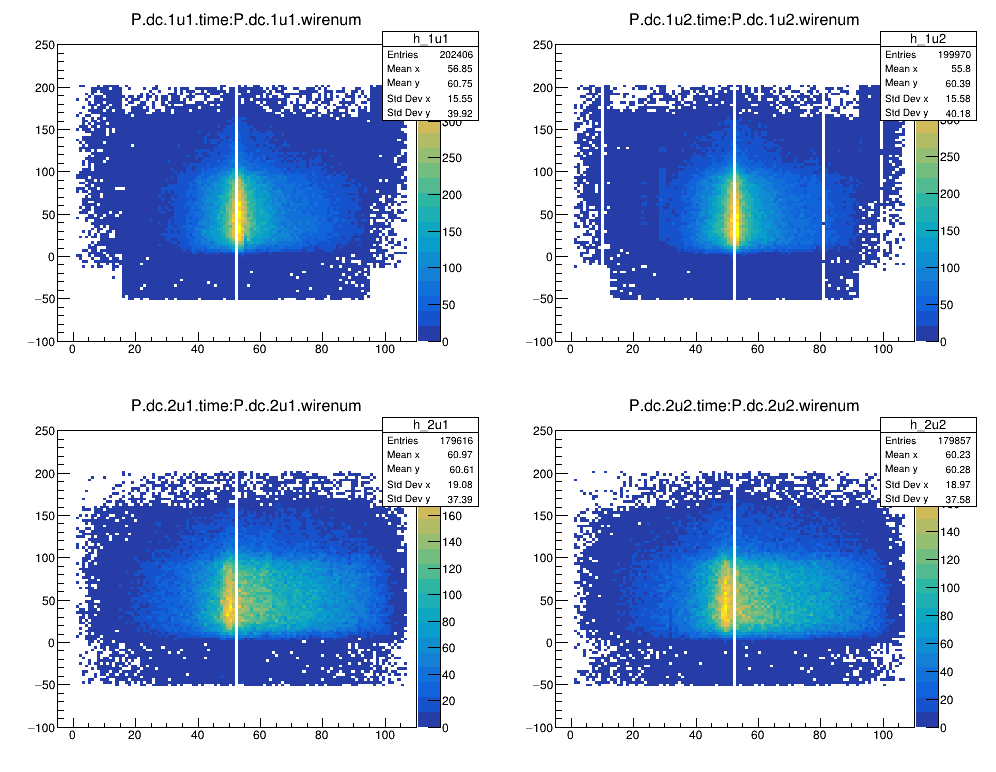 P.dc.1u1.time:P.dc.1u1.wirenum
h_1u1
Entries 202406
Mean x 56.85
Mean y 60.75
Std Dev x 15.55
Std Dev y 39.92
250
200
150
100
50
0
−50
−100
0 20 40 60 80 100
300
250
200
150
100
50
0
P.dc.1u2.time:P.dc.1u2.wirenum
h_1u2
Entries 199970
Mean x 55.8
Mean y 60.39
Std Dev x 15.58
Std Dev y 40.18
250
200
150
100
50
0
−50
−100
0 20 40 60 80 100
300
250
200
150
100
50
0
P.dc.2u1.time:P.dc.2u1.wirenum
h_2u1
Entries 179616
Mean x 60.97
Mean y 60.61
Std Dev x 19.08
Std Dev y 37.39
250
200
150
100
50
0
−50
−100
0 20 40 60 80 100
160
140
120
100
80
60
40
20
0
P.dc.2u2.time:P.dc.2u2.wirenum
h_2u2
Entries 179857
Mean x 60.23
Mean y 60.28
Std Dev x 18.97
Std Dev y 37.58
250
200
150
100
50
0
−50
−100
0 20 40 60 80 100
140
120
100
80
60
40
20
0